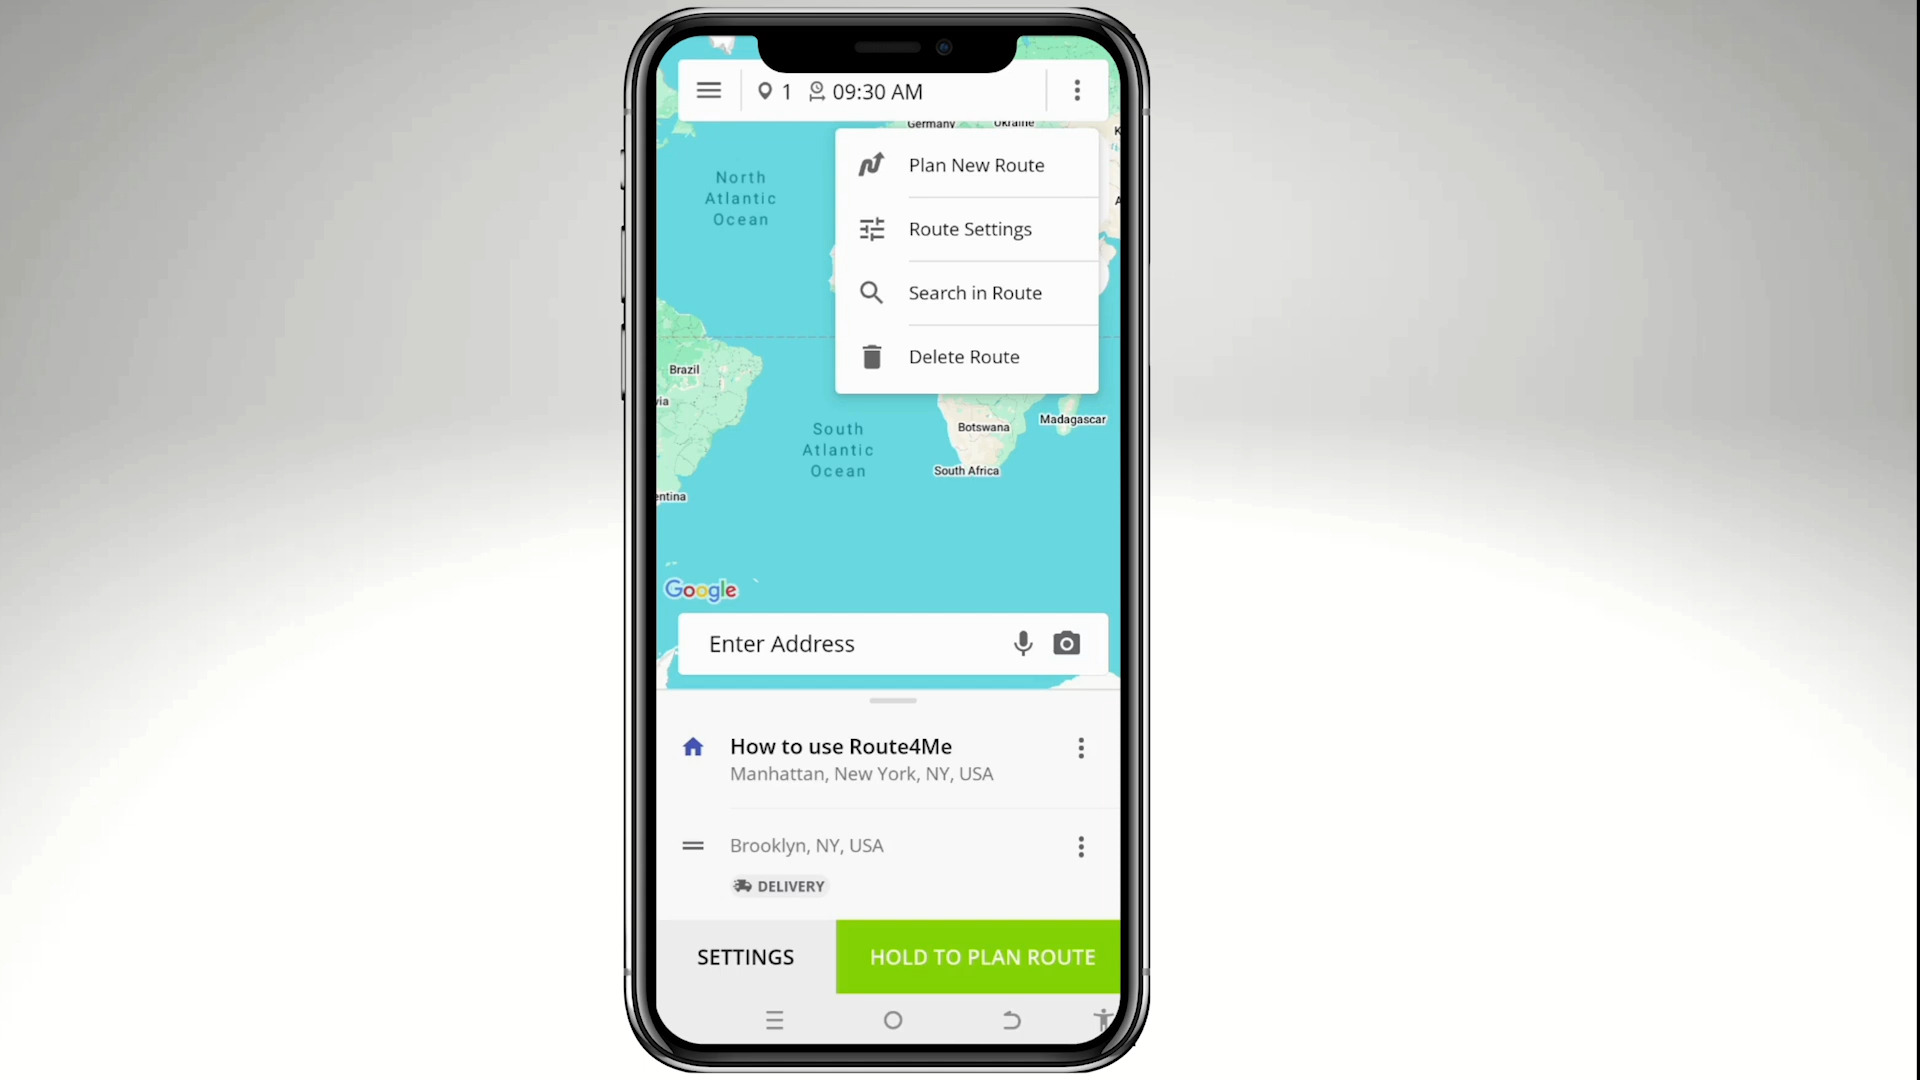 1 09:30 AM
Germany Ukraine
K
Plan New Route
North
Atlantic
Ocean
A
Route Settings
Search in Route
Delete Route
Brazil
via
South
Atlantic
Ocean
Botswana
Madagascar
South Africa
entina
Google
Enter Address
How to use Route4Me
Manhattan, New York, NY, USA
Brooklyn, NY, USA
DELIVERY
SETTINGS
HOLD TO PLAN ROUTE